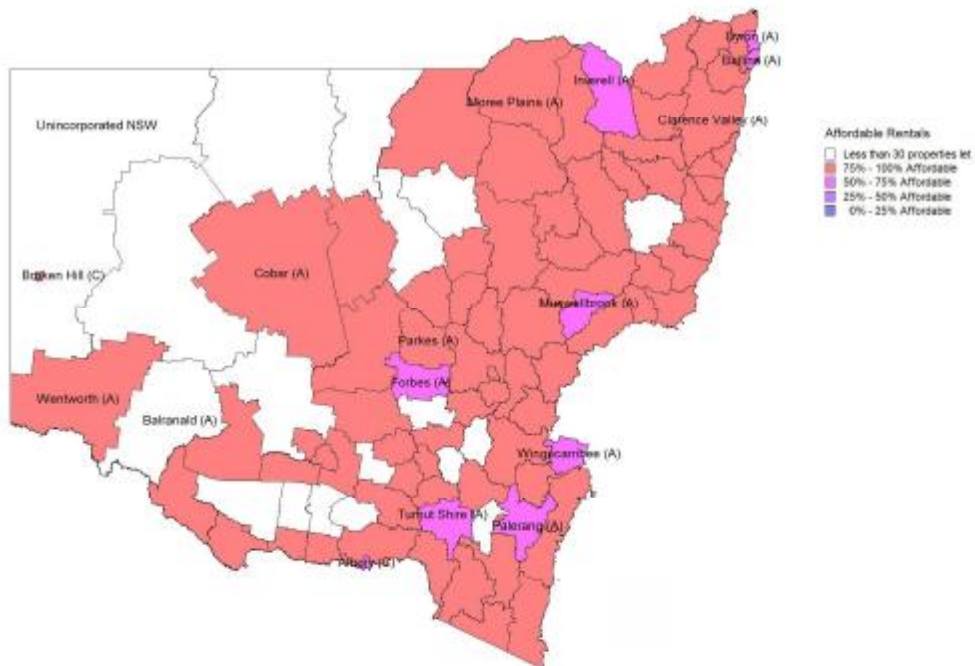 Byron (A)
Ballina (A)
Inverell (A)
Moree Plains (A)
Clarence Valley (A)
Unincorporated NSW
Affordable Rentals
Less than 30 properties let
75% - 100% Affordable
50% - 75% Affordable
25% - 50% Affordable
0% - 25% Affordable
Broken Hill (C)
Cobar (A)
Muswellbrook (A)
Parkes (A)
Forbes (A)
Wentworth (A)
Balranald (A)
Wingecarribee (A)
Tumut Shire (A)
Palerang (A)
Albury (C)